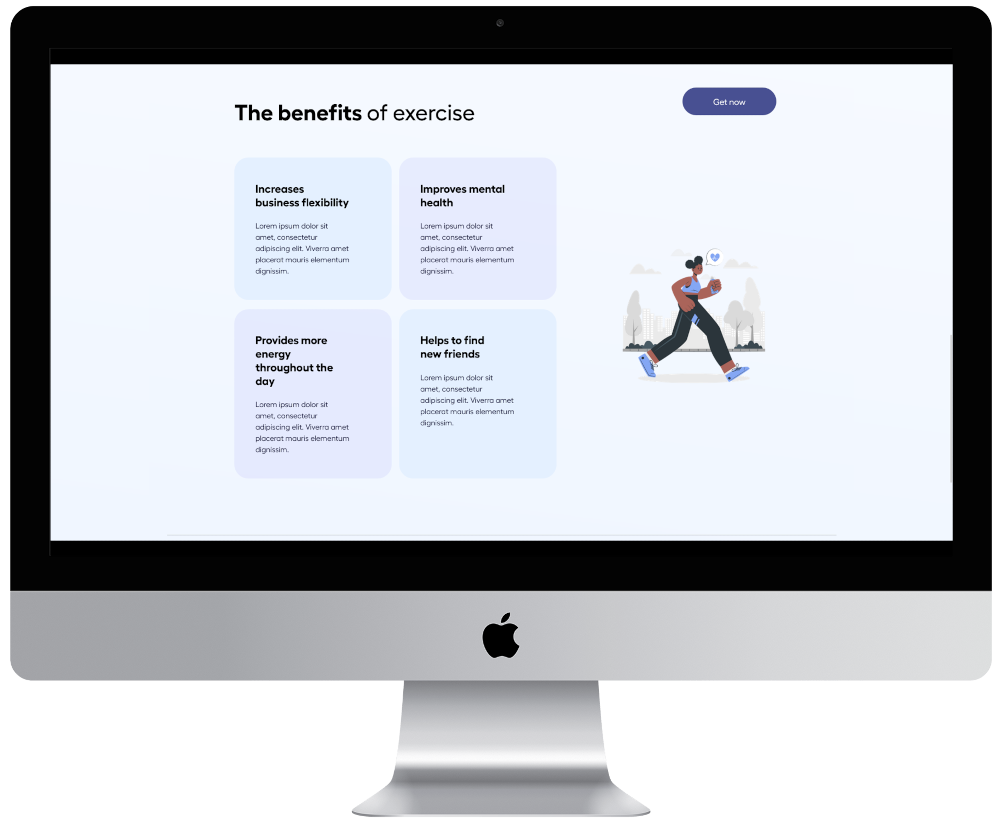 The benefits of exercise
Get now
Increases
business flexibility
Lorem ipsum dolor sit
amet, consectetur
adipiscing elit. Viverra amet
placerat mauris elementum
dignissim.
Improves mental
health
Lorem ipsum dolor sit
amet, consectetur
adipiscing elit. Viverra amet
placerat mauris elementum
dignissim.
Provides more
energy
throughout the
day
Lorem ipsum dolor sit
amet, consectetur
adipiscing elit. Viverra amet
placerat mauris elementum
dignissim.
Helps to find
new friends
Lorem ipsum dolor sit
amet, consectetur
adipiscing elit. Viverra amet
placerat mauris elementum
dignissim.